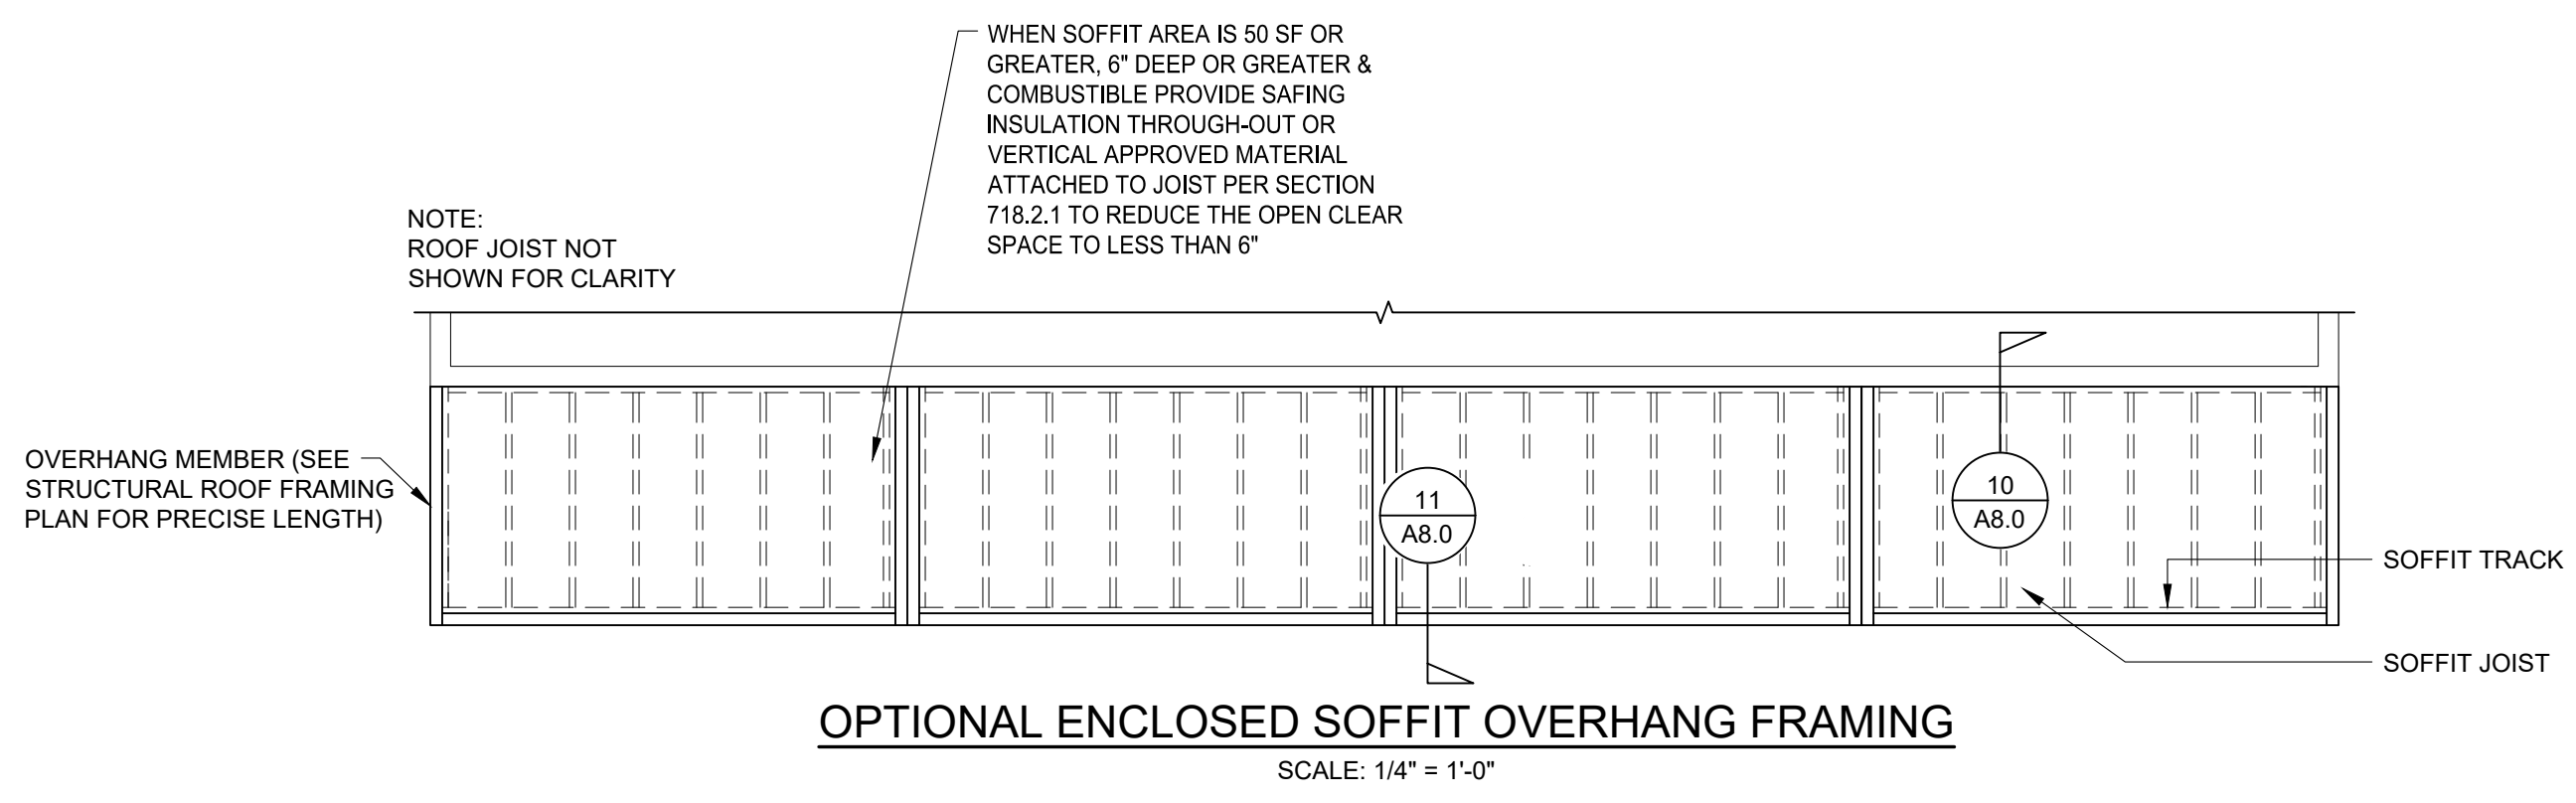 WHEN SOFFIT AREA IS 50 SF OR
GREATER, 6" DEEP OR GREATER &
COMBUSTIBLE PROVIDE SAFING
INSULATION THROUGH-OUT OR
VERTICAL APPROVED MATERIAL
ATTACHED TO JOIST PER SECTION
718.2.1 TO REDUCE THE OPEN CLEAR
SPACE TO LESS THAN 6"
NOTE:
ROOF JOIST NOT
SHOWN FOR CLARITY
OVERHANG MEMBER (SEE
STRUCTURAL ROOF FRAMING
PLAN FOR PRECISE LENGTH)
11
A8.0
10
A8.0
SOFFIT TRACK
SOFFIT JOIST
OPTIONAL ENCLOSED SOFFIT OVERHANG FRAMING
SCALE: 1/4" = 1'-0"